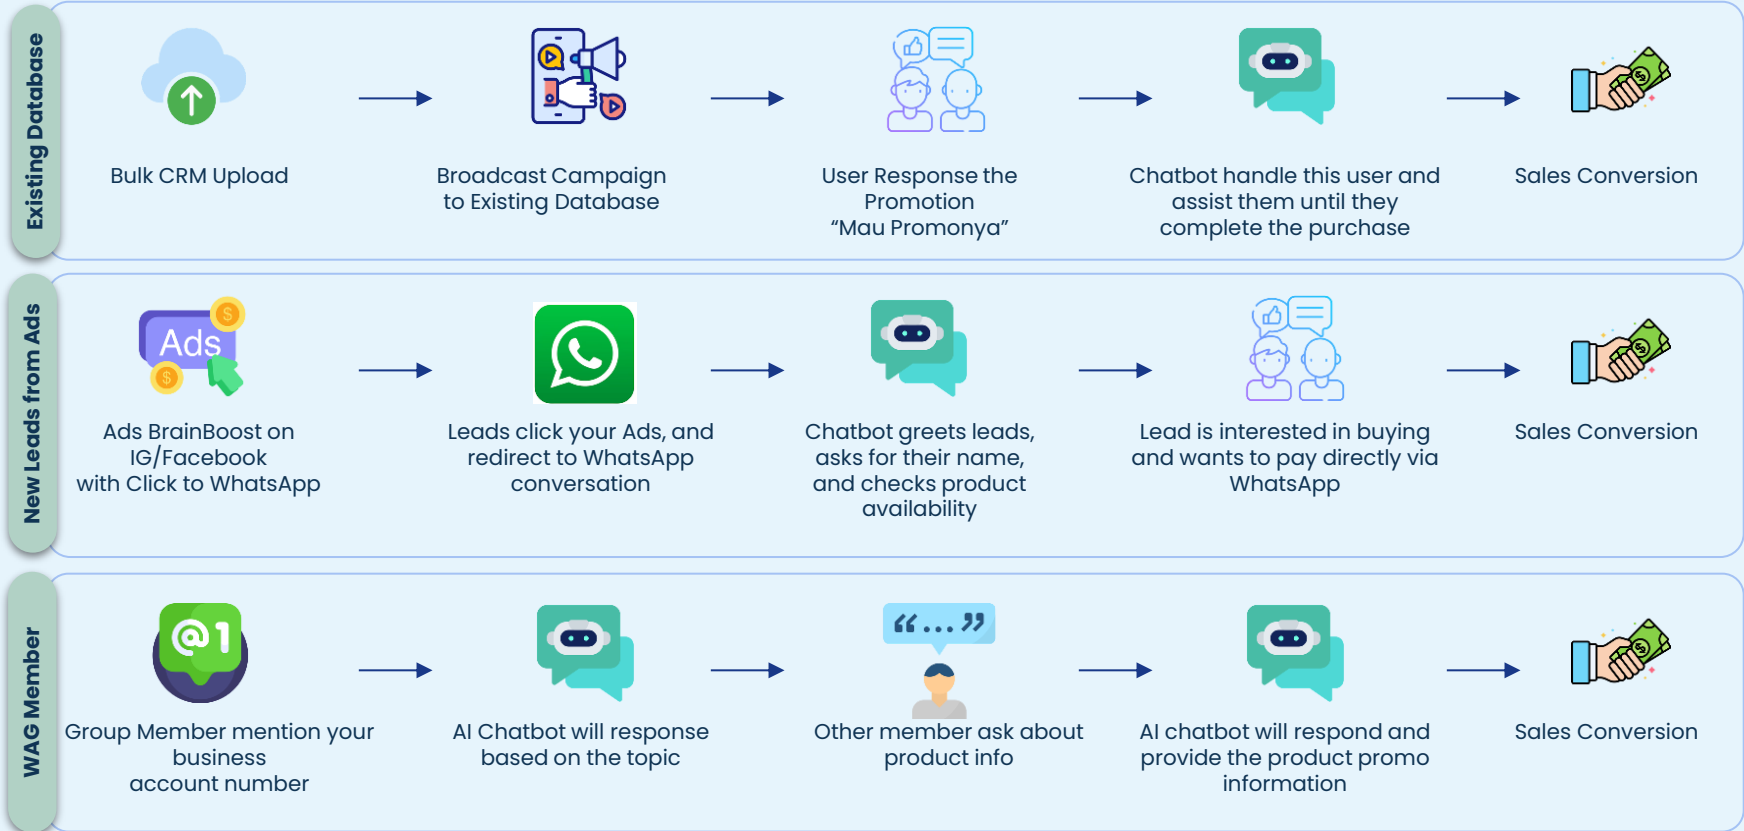 Existing Database
Bulk CRM Upload
Broadcast Campaign
to Existing Database
User Response the
Promotion
“Mau Promonya”
Chatbot handle this user and
assist them until they
complete the purchase
Sales Conversion
New Leads from Ads
Ads
$
$
Ads BrainBoost on
IG/Facebook
with Click to WhatsApp
Leads click your Ads, and
redirect to WhatsApp
conversation
Chatbot greets leads,
asks for their name,
and checks product
availability
Lead is interested in buying
and wants to pay directly via
WhatsApp
Sales Conversion
WAG Member
@1
Group Member mention your
business
account number
AI Chatbot will response
based on the topic
“...”
Other member ask about
product info
AI chatbot will respond and
provide the product promo
information
Sales Conversion